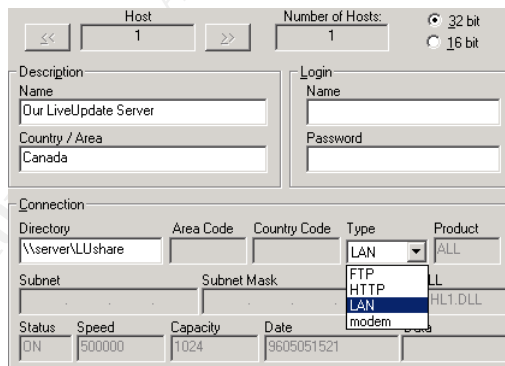 Host
Number of Hosts:
32 bit
<<
1
>>
1
16 bit
Description
Login
Name
Name
Our LiveUpdate Server
Country / Area
Password
Canada
Connection
Directory
Area Code
Country Code
Type
Product
\\server\LUshare
LAN
ALL
Subnet
Subnet Mask
FTP
HTTP
LAN
modem
LL
HL1.DLL
Status
Speed
Capacity
Date
ON
500000
1024
9605051521